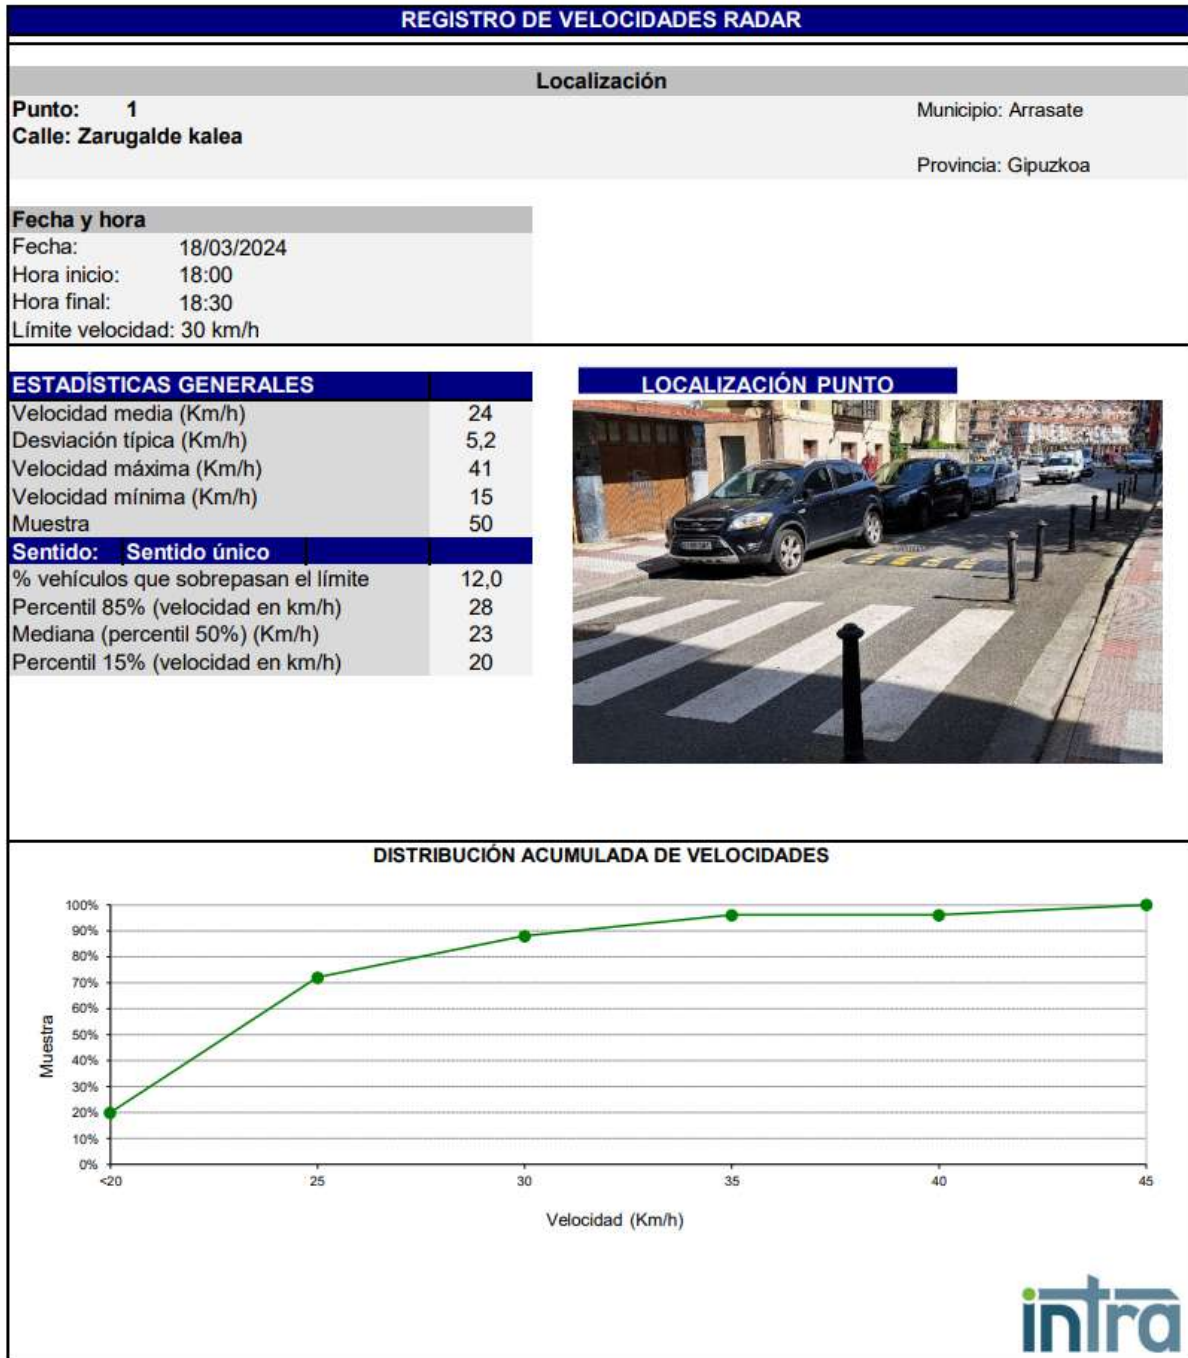 REGISTRO DE VELOCIDADES RADAR
Localización
Punto: 1
Municipio: Arrasate
Calle: Zarugalde kalea
Provincia: Gipuzkoa
Fecha y hora
Fecha: 18/03/2024
Hora inicio: 18:00
Hora final: 18:30
Límite velocidad: 30 km/h
ESTADÍSTICAS GENERALES
Velocidad media (Km/h) 24
Desviación típica (Km/h) 5,2
Velocidad máxima (Km/h) 41
Velocidad mínima (Km/h) 15
Muestra 50
Sentido: Sentido único
% vehículos que sobrepasan el límite 12,0
Percentil 85% (velocidad en km/h) 28
Mediana (percentil 50%) (Km/h) 23
Percentil 15% (velocidad en km/h) 20
LOCALIZACIÓN PUNTO
DISTRIBUCIÓN ACUMULADA DE VELOCIDADES
100%
90%
80%
70%
60%
50%
40%
30%
20%
10%
0%
Muestra
<20 25 30 35 40 45
Velocidad (Km/h)
intra